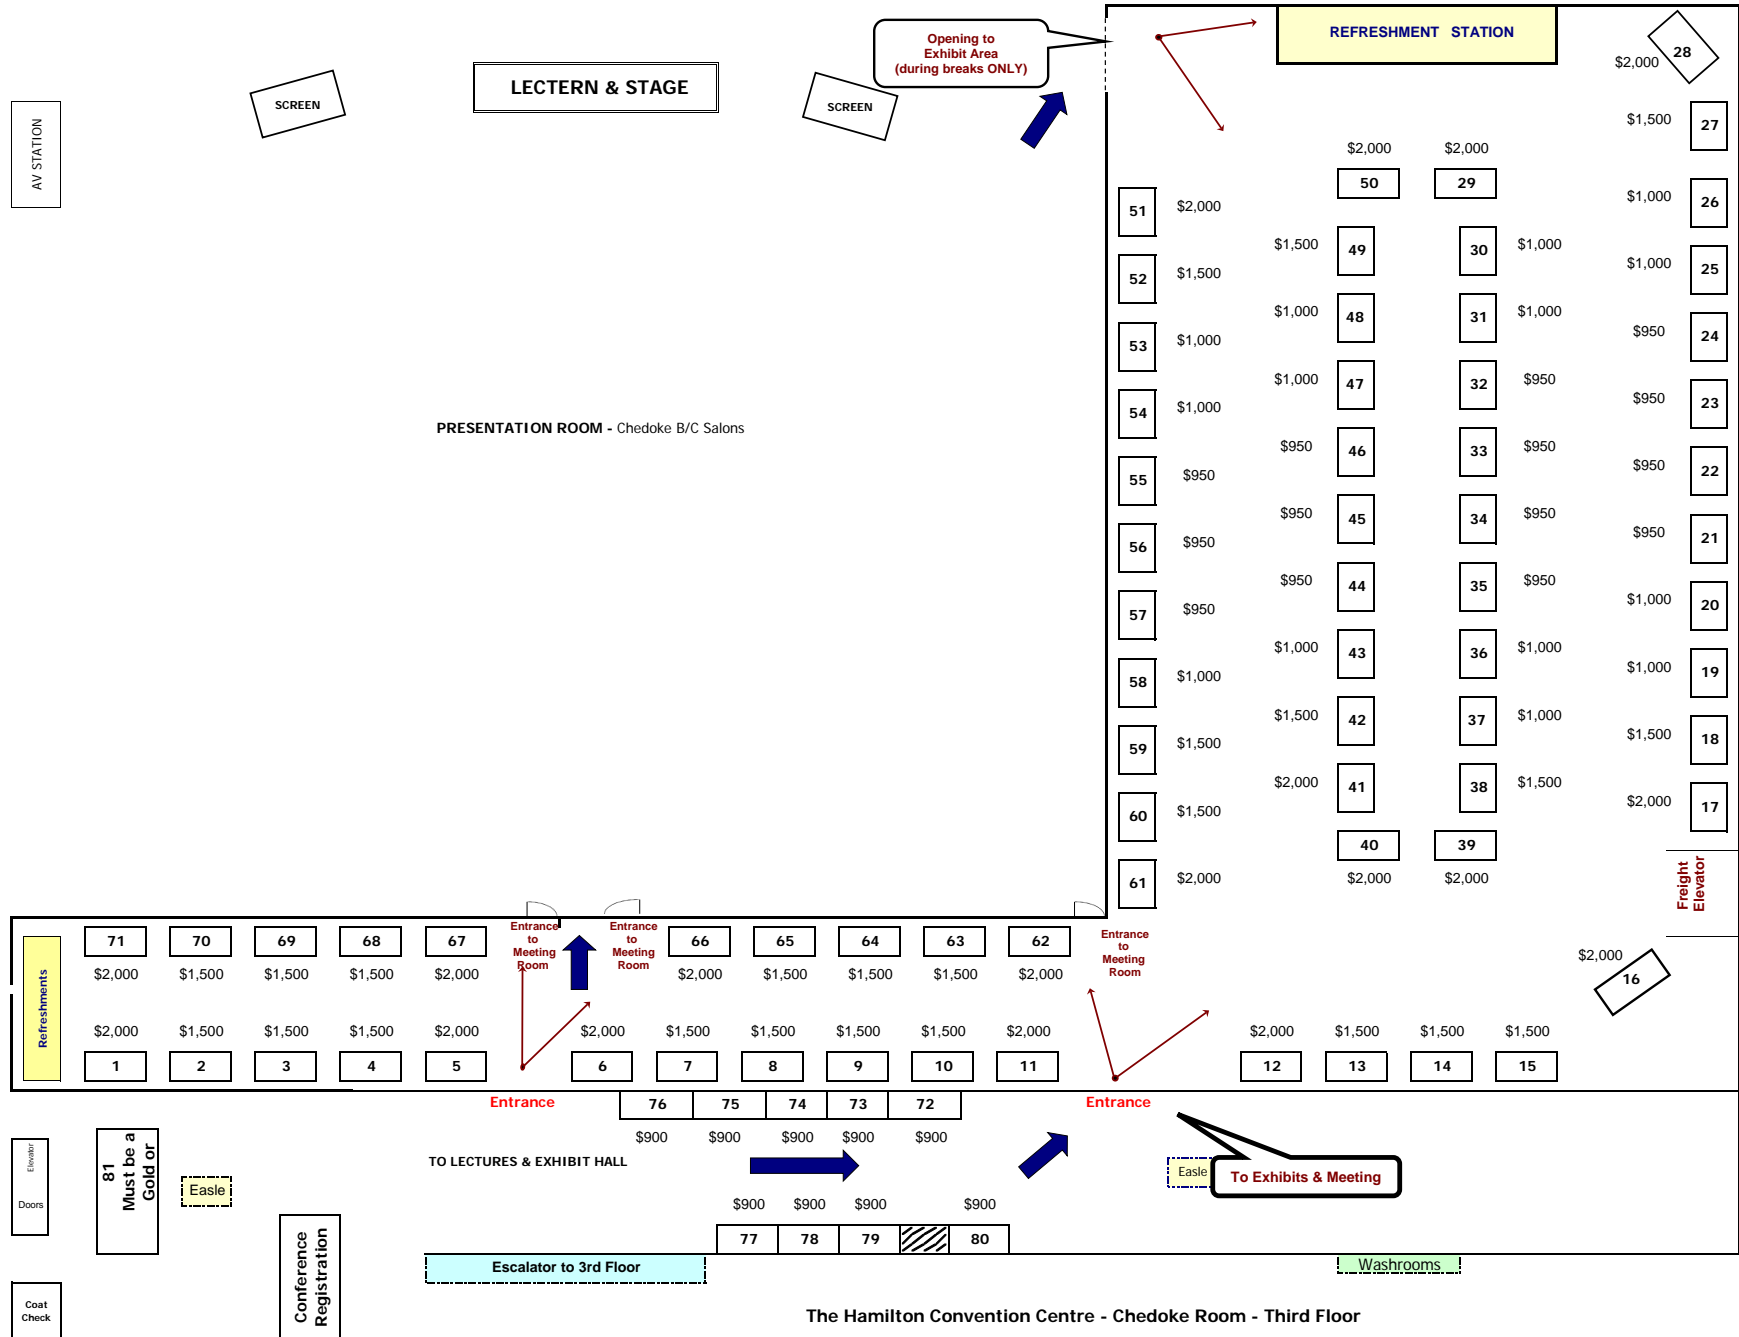 Opening to
Exhibit Area
(during breaks ONLY)
REFRESHMENT STATION
28
$2,000
LECTERN & STAGE
SCREEN
SCREEN
AV STATION
$1,500 27
$2,000 $2,000
50 29
$1,000 26
51 $2,000
$1,500 49 30 $1,000
$1,000 25
52 $1,500
$1,000 48 31 $1,000
$950 24
53 $1,000
$1,000 47 32 $950
$950 23
54 $1,000
PRESENTATION ROOM - Chedoke B/C Salons
$950 46 33 $950
$950 22
55 $950
$950 45 34 $950
$950 21
56 $950
$950 44 35 $950
$1,000 20
57 $950
$1,000 43 36 $1,000
$1,000 19
58 $1,000
$1,500 42 37 $1,000
$1,500 18
59 $1,500
$2,000 41 38 $1,500
$2,000 17
60 $1,500
40 39
$2,000 $2,000
61 $2,000
Freight
Elevator
Refreshments
71 70 69 68 67
$2,000 $1,500 $1,500 $1,500 $2,000
Entrance
to
Meeting
Room
Entrance
to
Meeting
Room
66 65 64 63 62
$2,000 $1,500 $1,500 $1,500 $2,000
Entrance
to
Meeting
Room
$2,000
16
$2,000 $1,500 $1,500 $1,500 $2,000 $2,000 $1,500 $1,500 $1,500 $1,500 $2,000 $2,000 $1,500 $1,500 $1,500
1 2 3 4 5 6 7 8 9 10 11 12 13 14 15
Entrance
76 75 74 73 72
Entrance
$900 $900 $900 $900 $900
TO LECTURES & EXHIBIT HALL
Easle
To Exhibits & Meeting
Elevator
Doors
81
Must be a
Gold or
Easle
$900 $900 $900 $900
77 78 79 80
Conference
Registration
Escalator to 3rd Floor
Washrooms
Coat
Check
The Hamilton Convention Centre - Chedoke Room - Third Floor